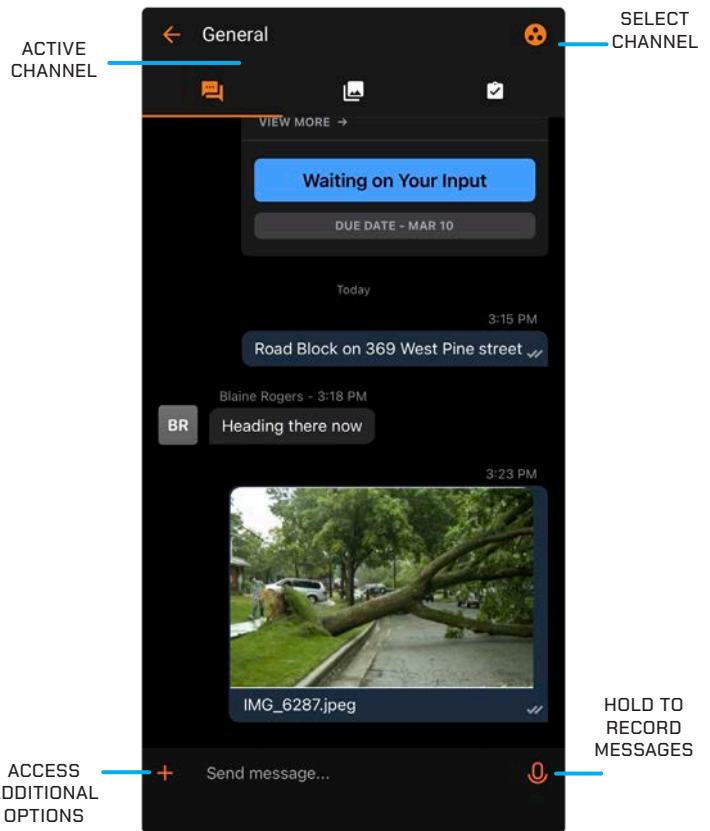 SELECT
CHANNEL
ACTIVE
CHANNEL
General
VIEW MORE →
Waiting on Your Input
DUE DATE - MAR 10
Today
3:15 PM
Road Block on 369 West Pine street
Blaine Rogers - 3:18 PM
BR
Heading there now
3:23 PM
IMG_6287.jpeg
HOLD TO
RECORD
MESSAGES
ACCESS
DDITIONAL
OPTIONS
Send message...